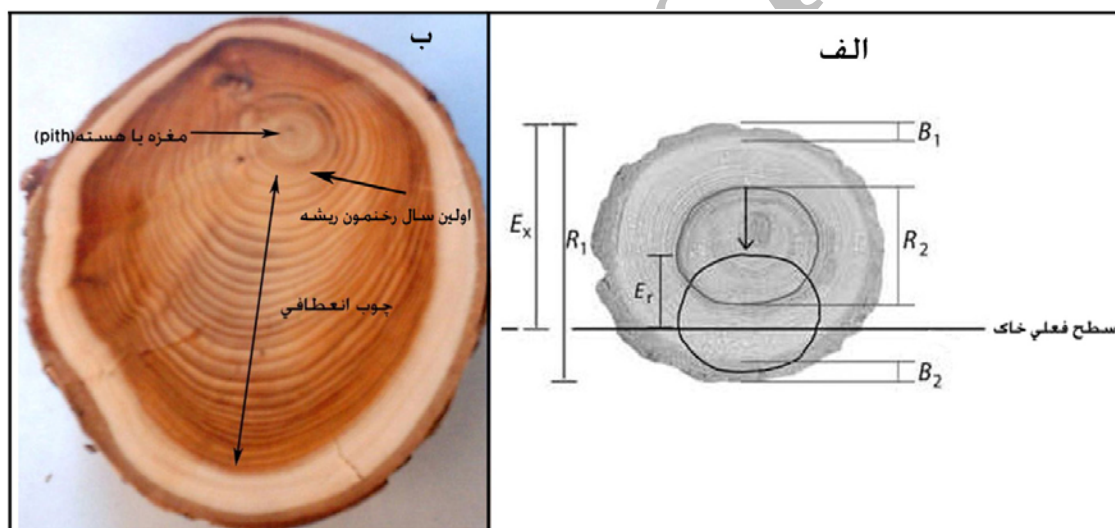 الف
B₁
Eₓ
R₁
R₂
Eᵣ
سطح فعلي خاک
B₂
ب
مغزه یا هسته(pith)
اولین سال رخنمون ریشه
چوب انعطافي